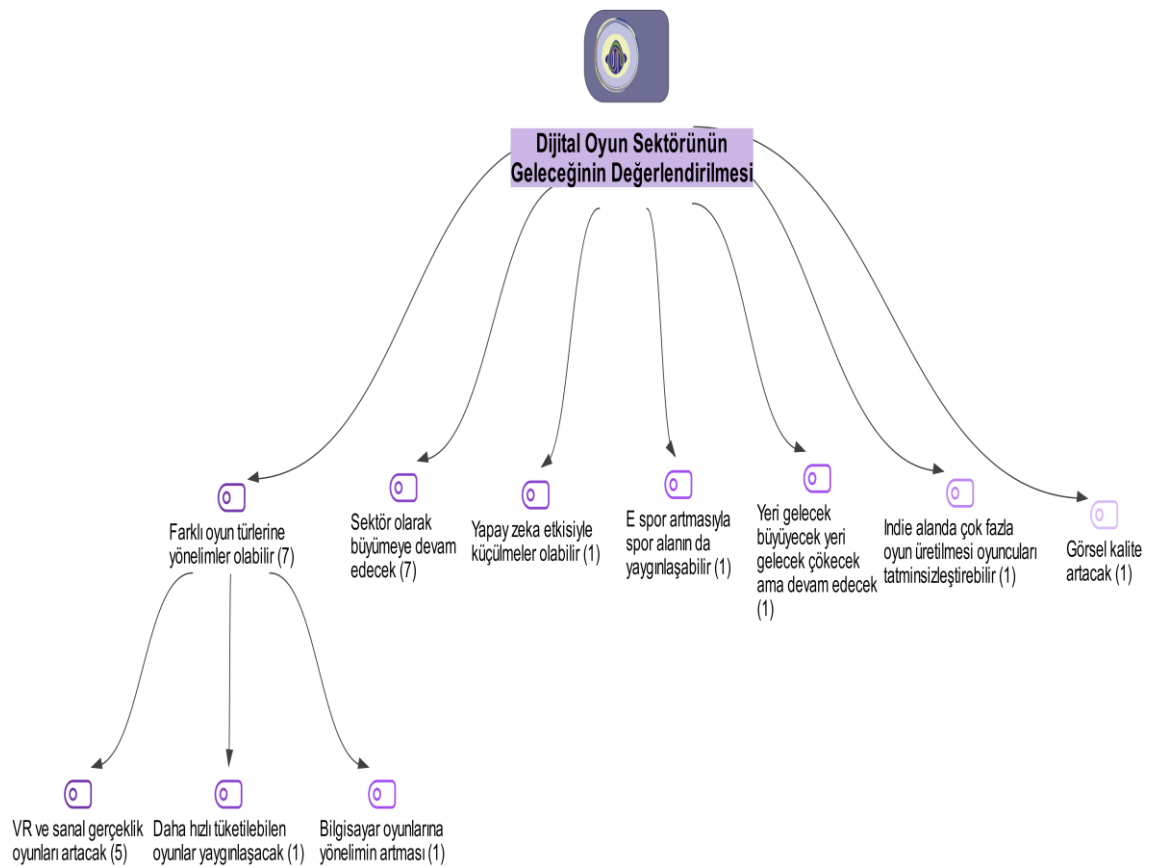 Dijital Oyun Sektörünün
Geleceğinin Değerlendirilmesi
Farklı oyun türlerine
yönelimler olabilir (7)
Sektör olarak
büyümeye devam
edecek (7)
Yapay zeka etkisiyle
küçülmeler olabilir (1)
E spor artmasıyla
spor alanın da
yaygınlaşabilir (1)
Yeri gelecek
büyüyecek yeri
gelecek çökecek
ama devam edecek
(1)
Indie alanda çok fazla
oyun üretilmesi oyuncuları
tatminsizleştirebilir (1)
Görsel kalite
artacak (1)
VR ve sanal gerçeklik
oyunları artacak (5)
Daha hızlı tüketilebilen
oyunlar yaygınlaşacak (1)
Bilgisayar oyunlarına
yönelimin artması (1)